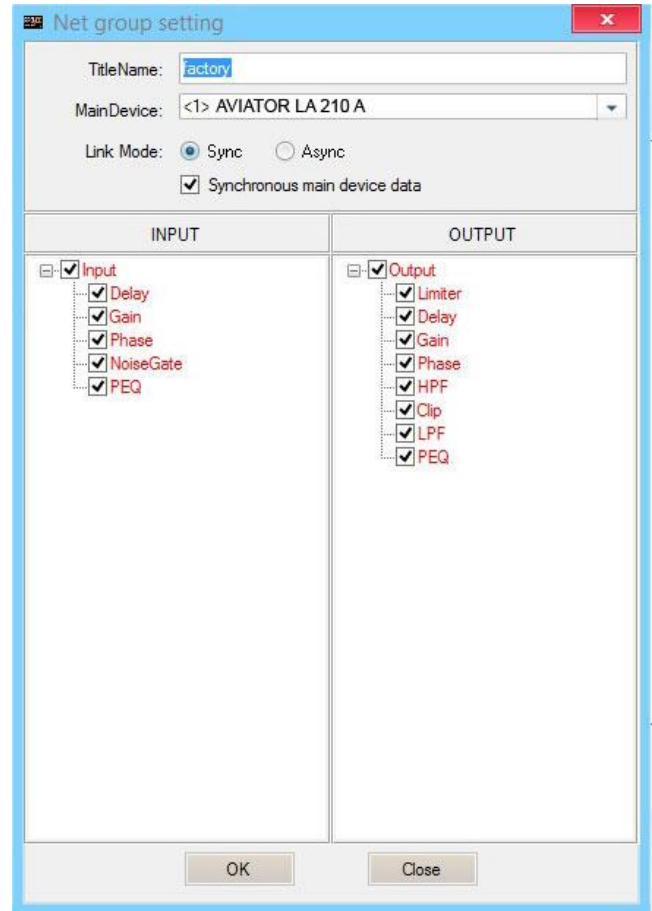 Net group setting
TitleName: factory
MainDevice: <1> AVIATOR LA 210 A
Link Mode: Sync Async
Synchronous main device data
INPUT OUTPUT
Input
Delay
Gain
Phase
NoiseGate
PEQ
Output
Limiter
Delay
Gain
Phase
HPF
Clip
LPF
PEQ
OK Close